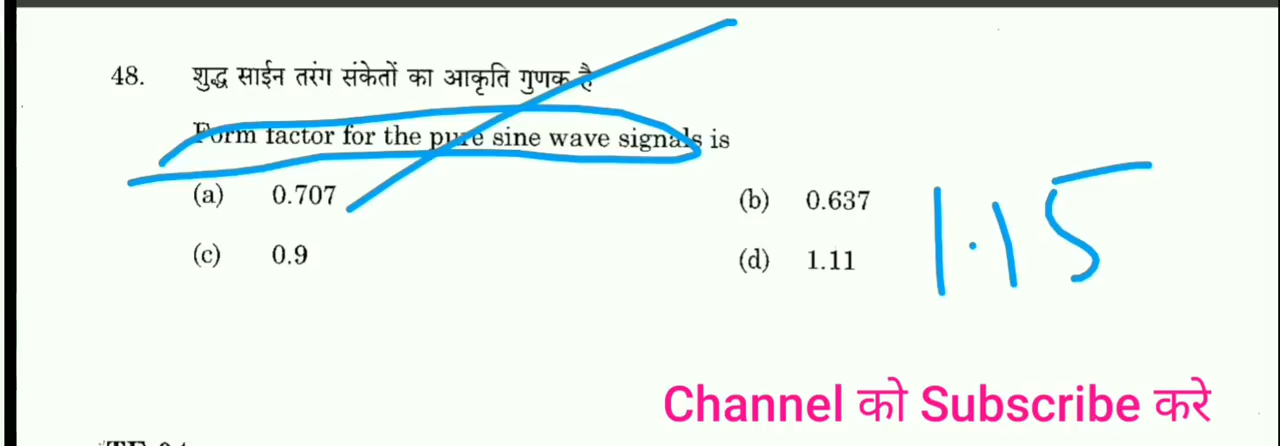 48. शुद्ध साईन तरंग संकेतों का आकृति गुणक है
Form factor for the pure sine wave signals is
(a) 0.707 (b) 0.637
(c) 0.9 (d) 1.11
1.15
Channel को Subscribe करे